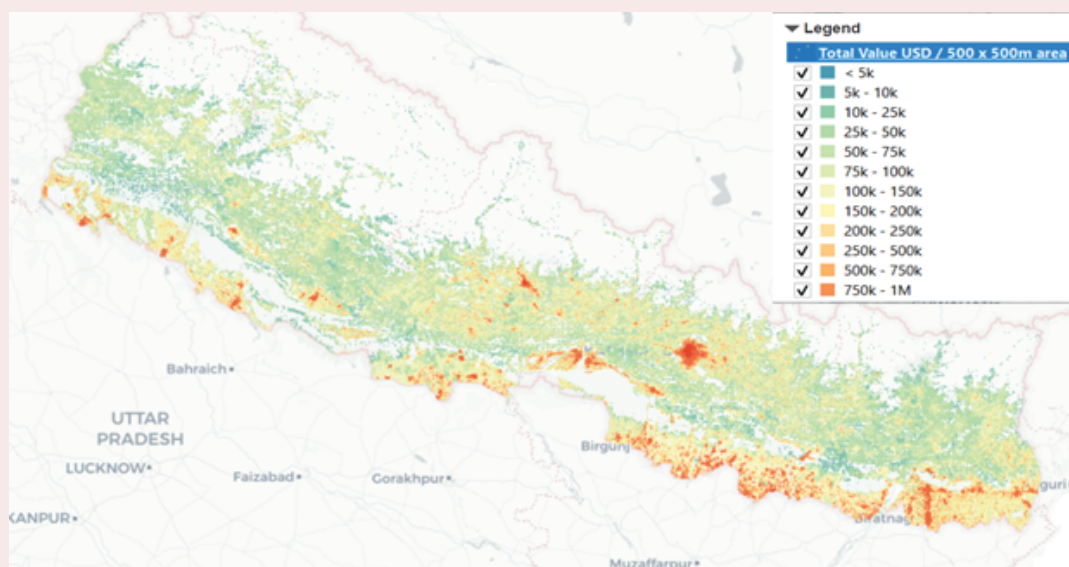 Legend
Total Value USD / 500 x 500m area
< 5k
5k - 10k
10k - 25k
25k - 50k
50k - 75k
75k - 100k
100k - 150k
150k - 200k
200k - 250k
250k - 500k
500k - 750k
750k - 1M
Bahraich
UTTAR
PRADESH
LUCKNOW
Faizabad
Gorakhpur
KANPUR
Birgunj
Biratnag
guri
Muzaffarpur